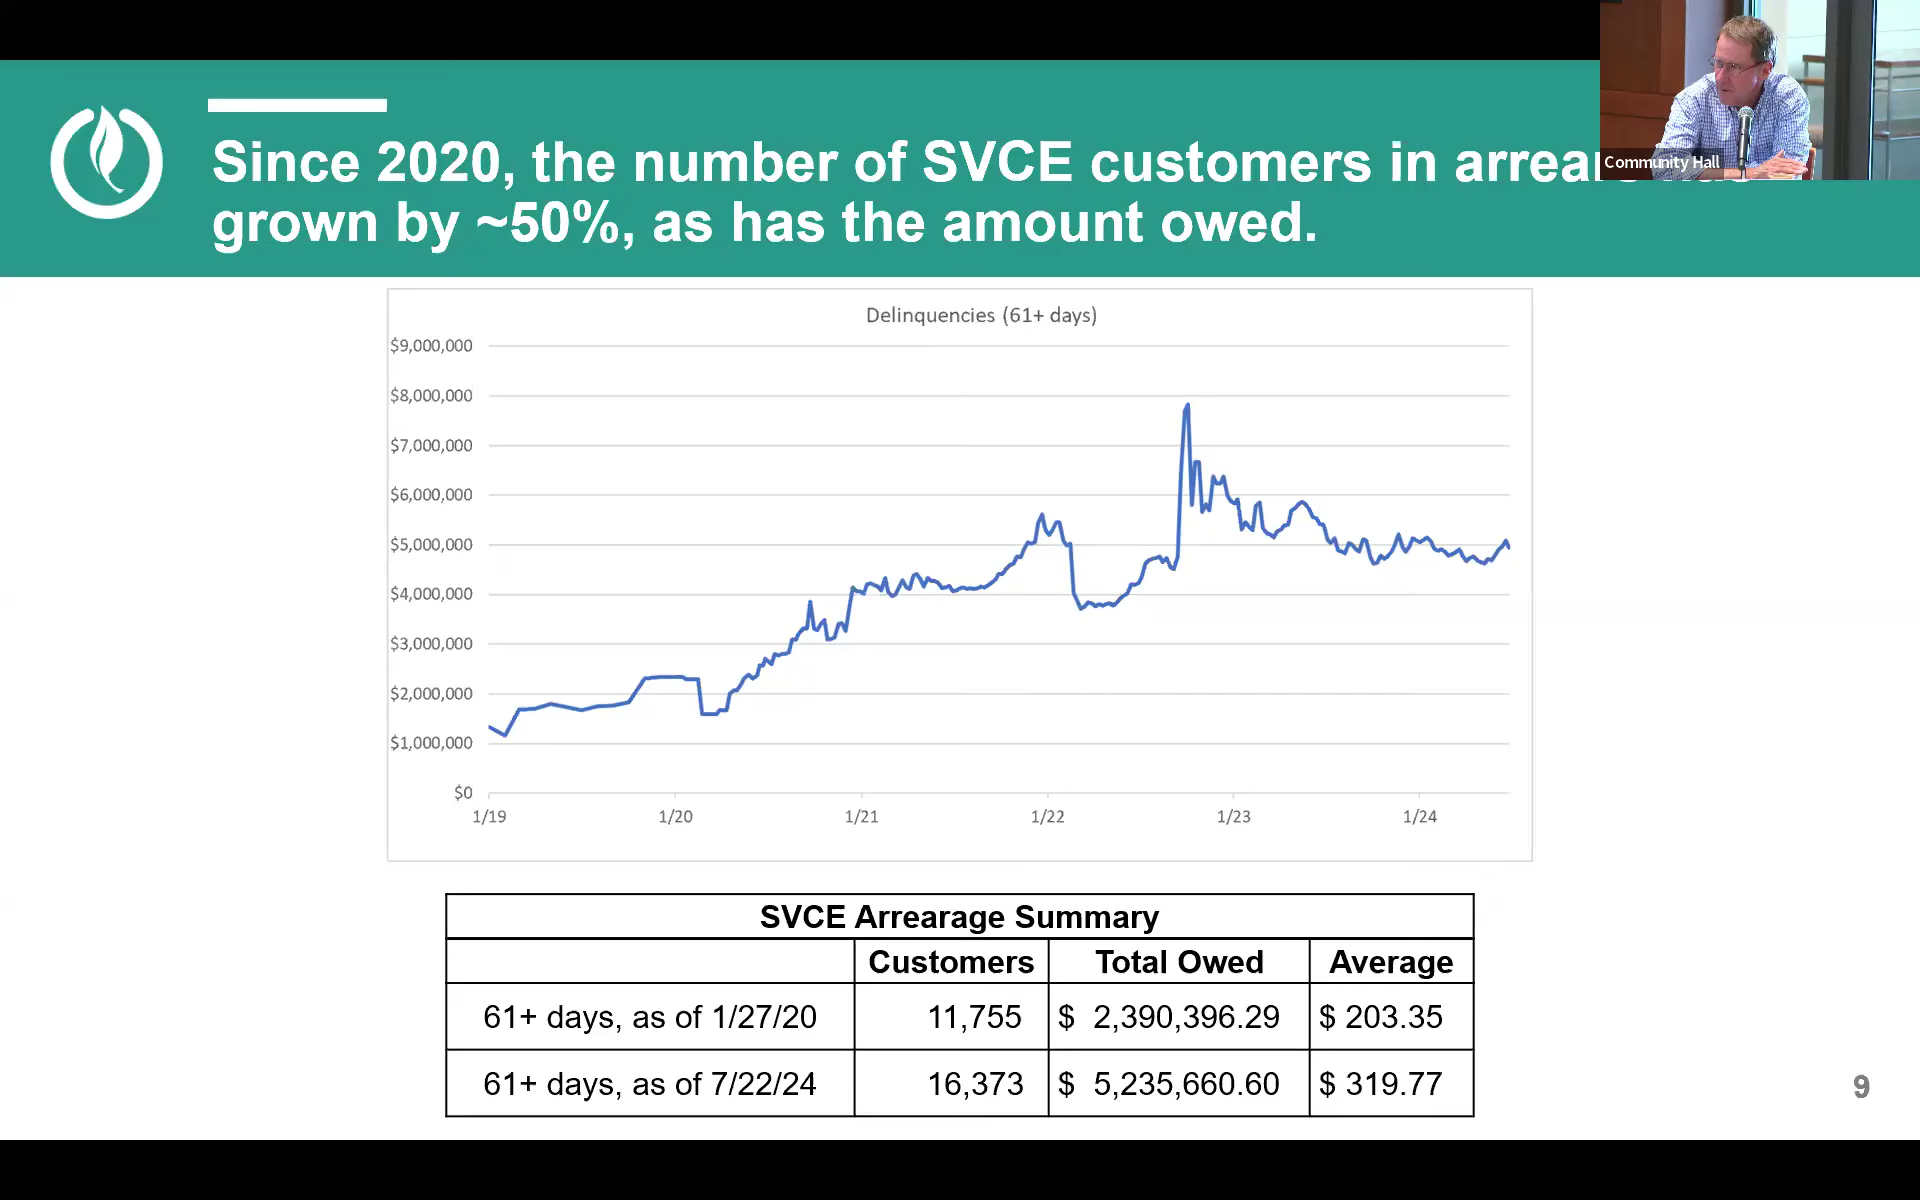 Since 2020, the number of SVCE customers in
grown by ~50%, as has the amount owed.
Community Hall
Delinquencies (61+ days)
$9,000,000
$8,000,000
$7,000,000
$6,000,000
$5,000,000
$4,000,000
$3,000,000
$2,000,000
$1,000,000
$0
1/19 1/20 1/21 1/22 1/23 1/24
SVCE Arrearage Summary
Customers Total Owed Average
61+ days, as of 1/27/20 11,755 $ 2,390,396.29 $ 203.35
61+ days, as of 7/22/24 16,373 $ 5,235,660.60 $ 319.77
9